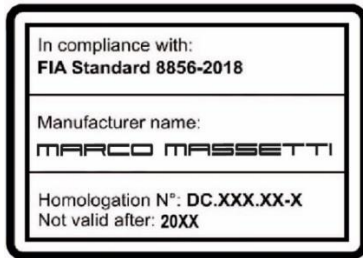 In compliance with:
FIA Standard 8856-2018
Manufacturer name:
MARCO MASSETTI
Homologation N°: DC.XXX.XX-X
Not valid after: 20XX